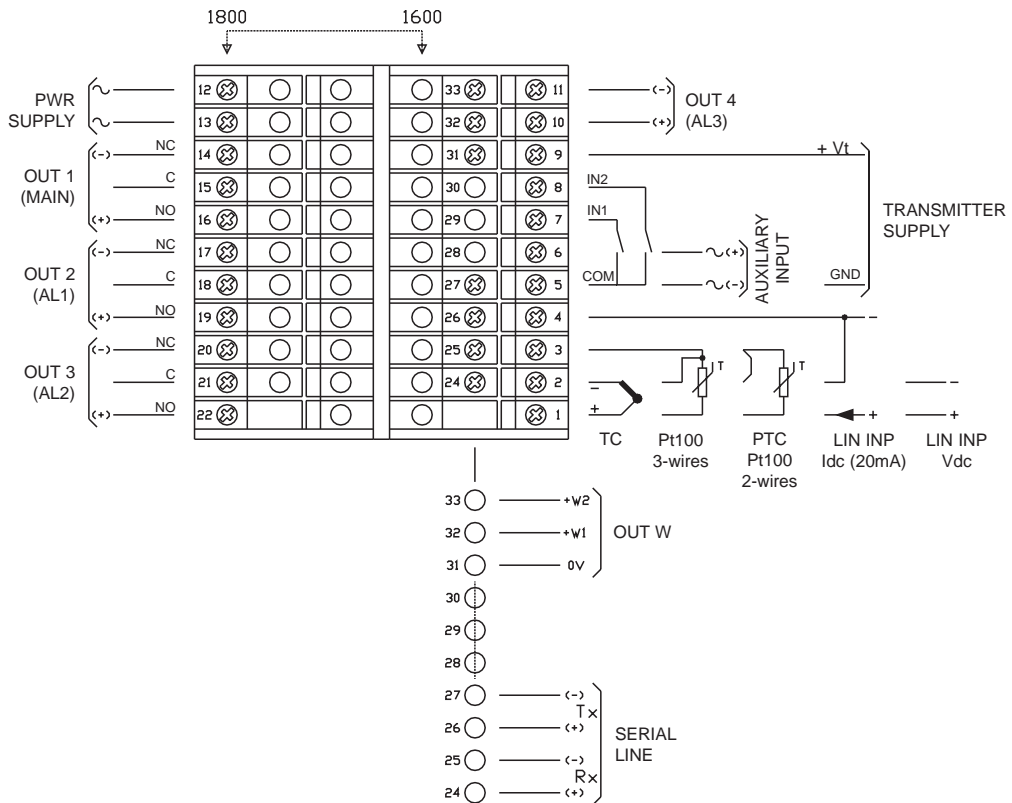 1800 1600
PWR
SUPPLY
12 33 11 (-)
13 32 10 (+)
OUT 4
(AL3)
OUT 1
(MAIN)
(-) NC 14 31 9 + Vt
C 15 30 8 IN2
(+) NO 16 29 7 IN1
TRANSMITTER
SUPPLY
OUT 2
(AL1)
(-) NC 17 28 6 (+)
C 18 27 5 COM (-) GND
(+) NO 19 26 4 –
AUXILIARY
INPUT
OUT 3
(AL2)
(-) NC 20 25 3 T T
C 21 24 2 – –
(+) NO 22 1 + + +
TC
Pt100
3-wires
PTC
Pt100
2-wires
LIN INP
Idc (20mA)
LIN INP
Vdc
33 +W2
32 +W1
31 0V
OUT W
30
29
28
27 (-)
Tx
26 (+)
25 (-)
Rx
24 (+)
SERIAL
LINE